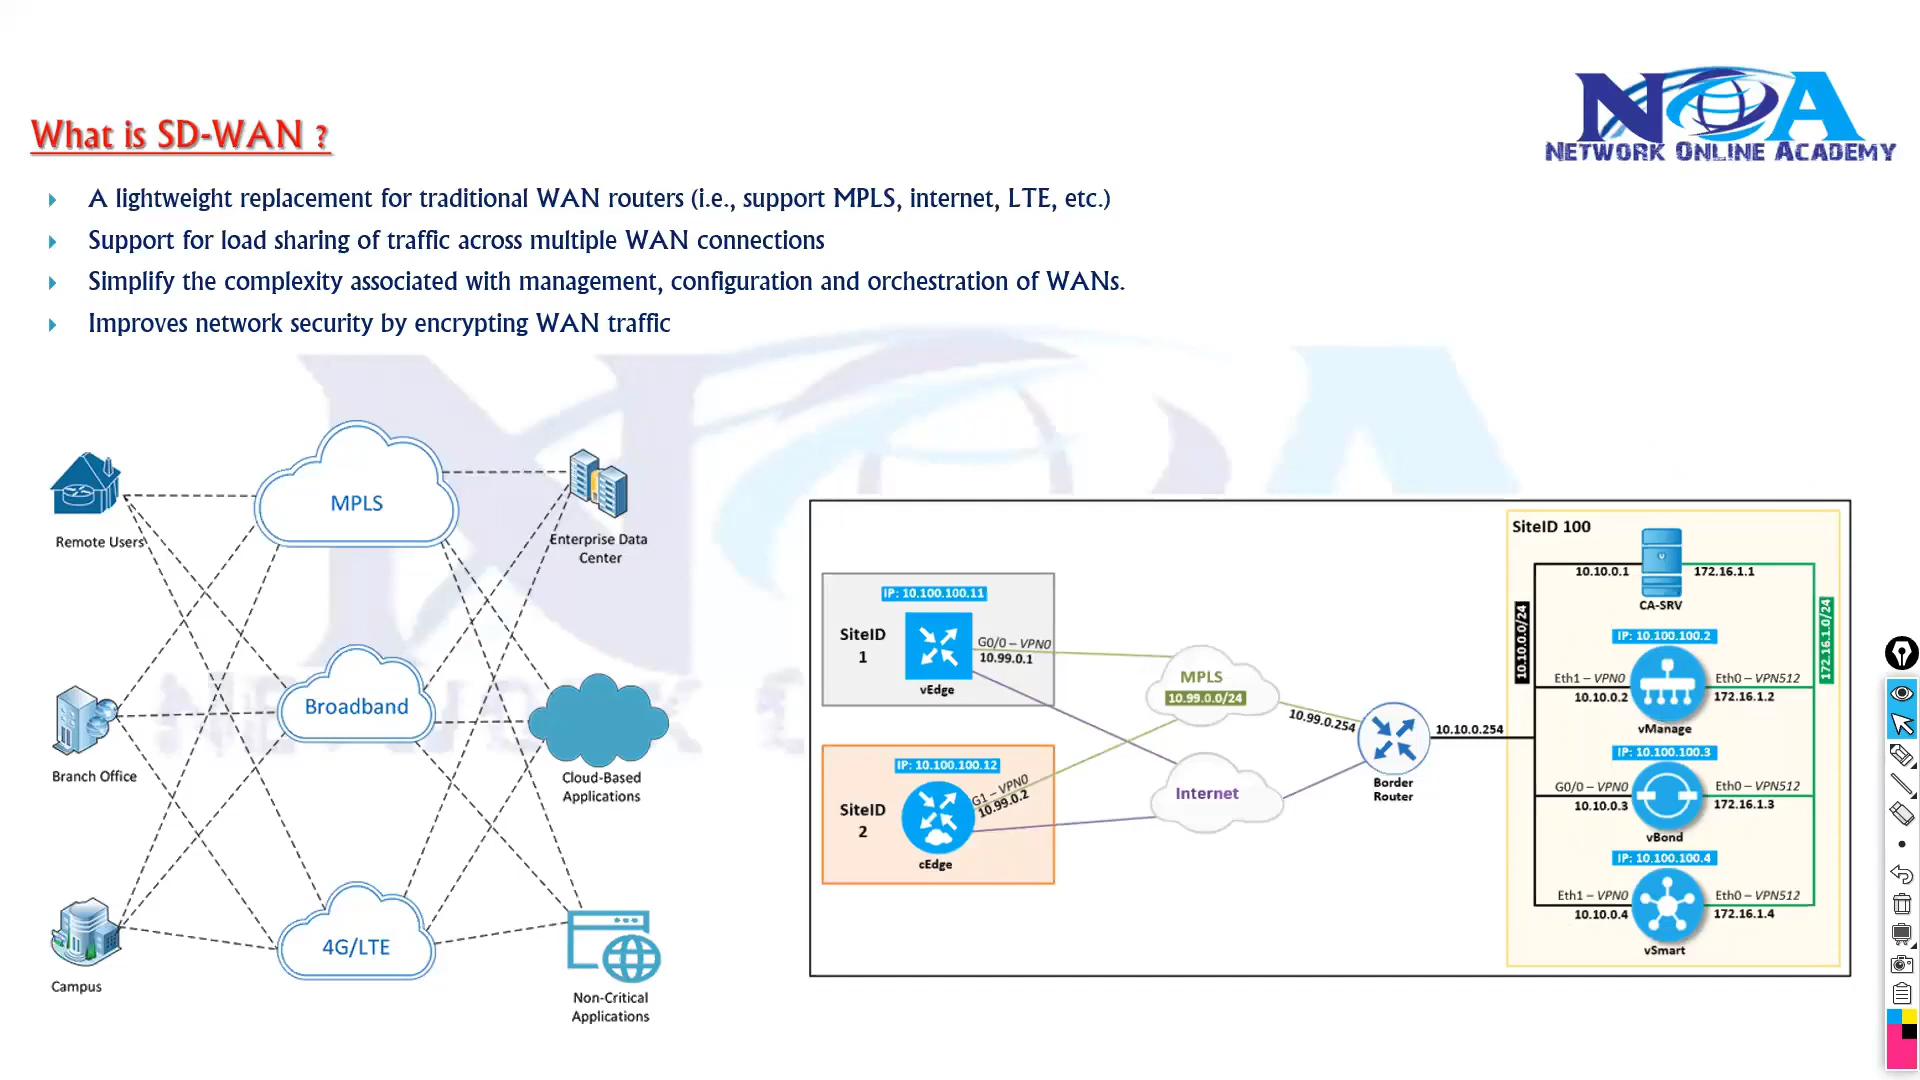 NOA
NETWORK ONLINE ACADEMY
What is SD-WAN ?
A lightweight replacement for traditional WAN routers (i.e., support MPLS, internet, LTE, etc.)
Support for load sharing of traffic across multiple WAN connections
Simplify the complexity associated with management, configuration and orchestration of WANs.
Improves network security by encrypting WAN traffic
MPLS
Remote Users
Enterprise Data
Center
Broadband
Branch Office
Cloud-Based
Applications
4G/LTE
Campus
Non-Critical
Applications
SiteID 100
10.10.0.1
172.16.1.1
CA-SRV
10.10.0.0/24
172.16.1.0/24
IP: 10.100.100.11
SiteID
1
G0/0 – VPN0
10.99.0.1
vEdge
IP: 10.100.100.2
Eth1 – VPN0
Eth0 – VPN512
10.10.0.2
172.16.1.2
vManage
MPLS
10.99.0.0/24
10.99.0.254
10.10.0.254
Border
Router
IP: 10.100.100.12
SiteID
2
G1 – VPN0
10.99.0.2
cEdge
Internet
IP: 10.100.100.3
G0/0 – VPN0
Eth0 – VPN512
10.10.0.3
172.16.1.3
vBond
IP: 10.100.100.4
Eth1 – VPN0
Eth0 – VPN512
10.10.0.4
172.16.1.4
vSmart